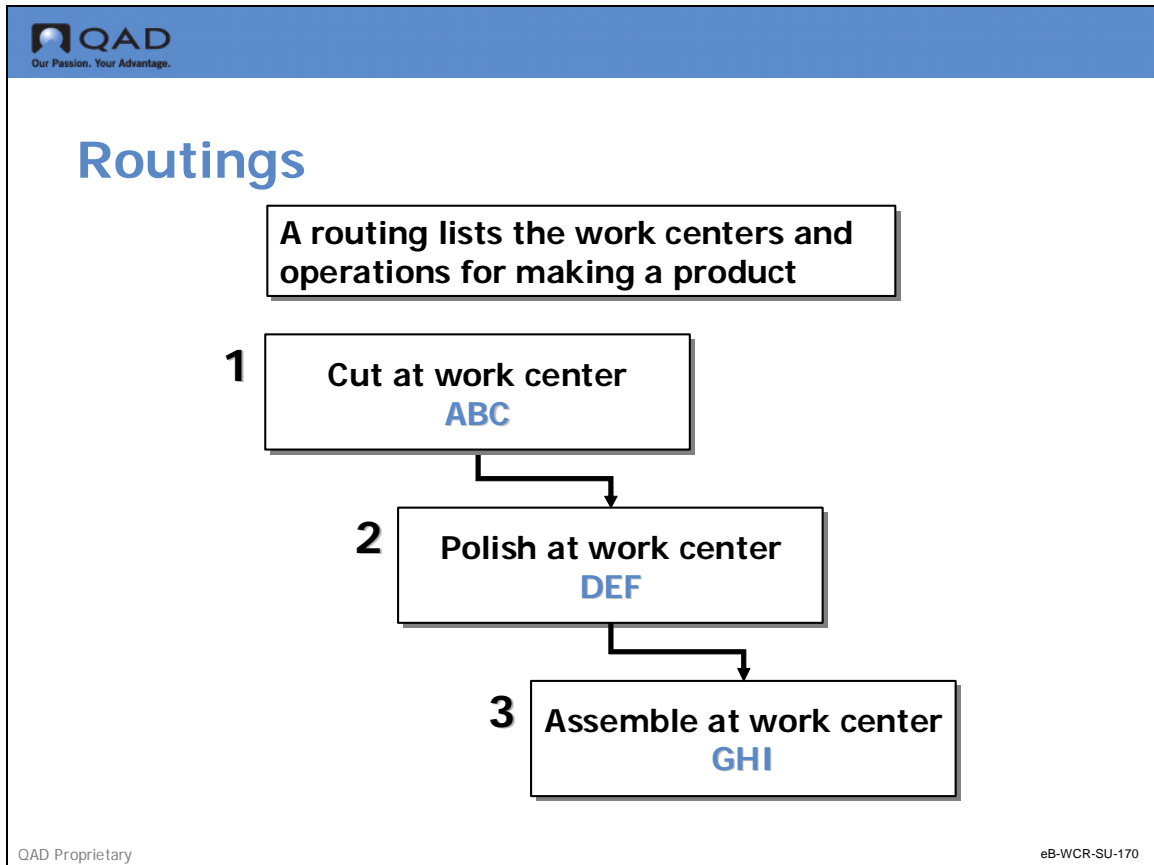 QAD
Our Passion. Your Advantage.
Routings
A routing lists the work centers and
operations for making a product
1
Cut at work center
ABC
2
Polish at work center
DEF
3
Assemble at work center
GHI
QAD Proprietary
eB-WCR-SU-170